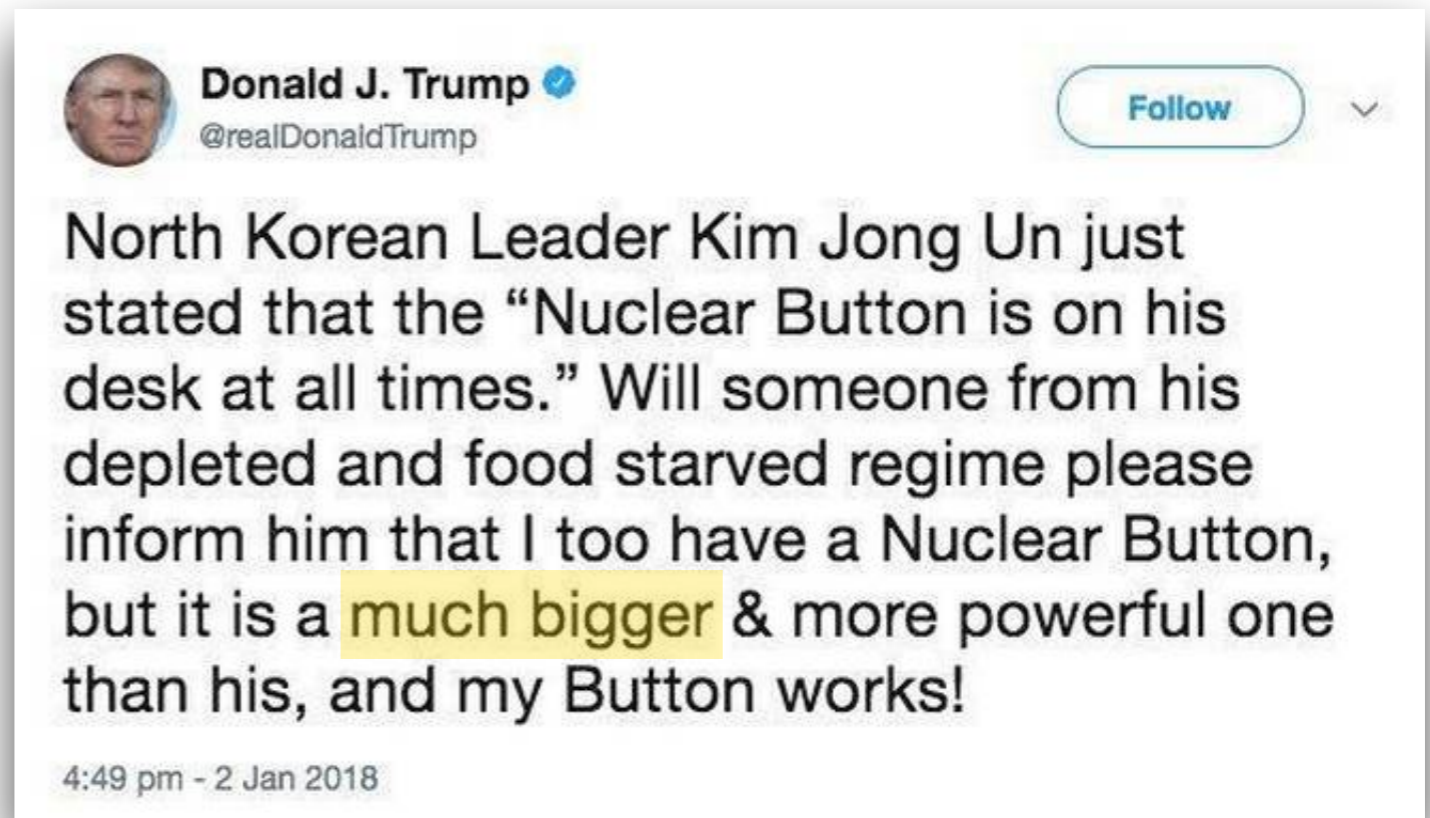 Donald J. Trump
@realDonaldTrump
Follow
North Korean Leader Kim Jong Un just
stated that the “Nuclear Button is on his
desk at all times.” Will someone from his
depleted and food starved regime please
inform him that I too have a Nuclear Button,
but it is a much bigger & more powerful one
than his, and my Button works!
4:49 pm - 2 Jan 2018